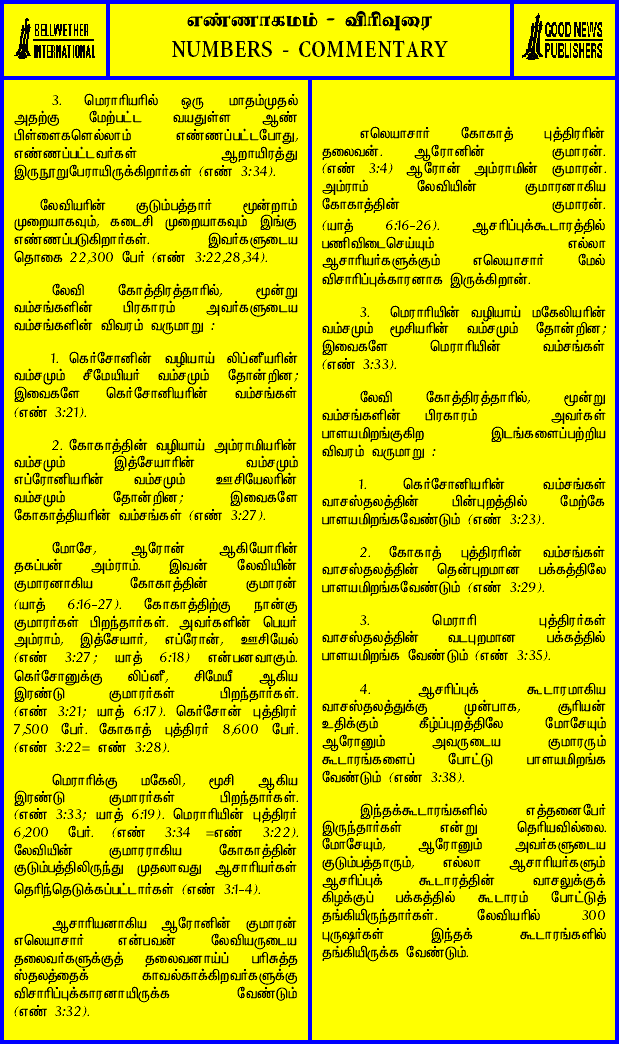 BELLWETHER
INTERNATIONAL
எண்ணாகமம் - விரிவுரை
NUMBERS - COMMENTARY
GOOD NEWS
PUBLISHERS
3. மெராரியரில் ஒரு மாதம்முதல்
அதற்கு மேற்பட்ட வயதுள்ள ஆண்
பிள்ளைகளெல்லாம் எண்ணப்பட்டபோது,
எண்ணப்பட்டவர்கள் ஆறாயிரத்து
இருநூறுபேராயிருக்கிறார்கள் (எண் 3:34).
லேவியரின் குடும்பத்தார் மூன்றாம்
முறையாகவும், கடைசி முறையாகவும் இங்கு
எண்ணப்படுகிறார்கள். இவர்களுடைய
தொகை 22,300 பேர் (எண் 3:22,28,34).
லேவி கோத்திரத்தாரில், மூன்று
வம்சங்களின் பிரகாரம் அவர்களுடைய
வம்சங்களின் விவரம் வருமாறு :
1. கெர்சோனின் வழியாய் லிப்னீயரின்
வம்சமும் சீமேயியர் வம்சமும் தோன்றின;
இவைகளே கெர்சோனியரின் வம்சங்கள்
(எண் 3:21).
2. கோகாத்தின் வழியாய் அம்ராமியரின்
வம்சமும் இத்சேயாரின் வம்சமும்
எப்ரோனியரின் வம்சமும் ஊசியேலரின்
வம்சமும் தோன்றின; இவைகளே
கோகாத்தியரின் வம்சங்கள் (எண் 3:27).
மோசே, ஆரோன் ஆகியோரின்
தகப்பன் அம்ராம். இவன் லேவியின்
குமாரனாகிய கோகாத்தின் குமாரன்
(யாத் 6:16-27). கோகாத்திற்கு நான்கு
குமாரர்கள் பிறந்தார்கள். அவர்களின் பெயர்
அம்ராம், இத்சேயார், எப்ரோன், ஊசியேல்
(எண் 3:27; யாத் 6:18) என்பனவாகும்.
கெர்சோனுக்கு லிப்னீ, சிமேயீ ஆகிய
இரண்டு குமாரர்கள் பிறந்தார்கள்.
(எண் 3:21; யாத் 6:17). கெர்சோன் புத்திரர்
7,500 பேர். கோகாத் புத்திரர் 8,600 பேர்.
(எண் 3:22= எண் 3:28).
மெராரிக்கு மகேலி, மூசி ஆகிய
இரண்டு குமாரர்கள் பிறந்தார்கள்.
(எண் 3:33; யாத் 6:19). மெராரியின் புத்திரர்
6,200 பேர். (எண் 3:34 =எண் 3:22).
லேவியின் குமாரராகிய கோகாத்தின்
குடும்பத்திலிருந்து முதலாவது ஆசாரியர்கள்
தெரிந்தெடுக்கப்பட்டார்கள் (எண் 3:1-4).
ஆசாரியனாகிய ஆரோனின் குமாரன்
எலெயாசார் என்பவன் லேவியருடைய
தலைவர்களுக்குத் தலைவனாய்ப் பரிசுத்த
ஸ்தலத்தைக் காவல்காக்கிறவர்களுக்கு
விசாரிப்புக்காரனாயிருக்க வேண்டும்
(எண் 3:32).
எலெயாசார் கோகாத் புத்திரரின்
தலைவன். ஆரோனின் குமாரன்.
(எண் 3:4) ஆரோன் அம்ராமின் குமாரன்.
அம்ராம் லேவியின் குமாரனாகிய
கோகாத்தின் குமாரன்.
(யாத் 6:16-26). ஆசரிப்புக்கூடாரத்தில்
பணிவிடைசெய்யும் எல்லா
ஆசாரியர்களுக்கும் எலெயாசார் மேல்
விசாரிப்புக்காரனாக இருக்கிறான்.
3. மெராரியின் வழியாய் மகேலியரின்
வம்சமும் மூசியரின் வம்சமும் தோன்றின;
இவைகளே மெராரியின் வம்சங்கள்
(எண் 3:33).
லேவி கோத்திரத்தாரில், மூன்று
வம்சங்களின் பிரகாரம் அவர்கள்
பாளயமிறங்குகிற இடங்களைப்பற்றிய
விவரம் வருமாறு :
1. கெர்சோனியரின் வம்சங்கள்
வாசஸ்தலத்தின் பின்புறத்தில் மேற்கே
பாளயமிறங்கவேண்டும் (எண் 3:23).
2. கோகாத் புத்திரரின் வம்சங்கள்
வாசஸ்தலத்தின் தென்புறமான பக்கத்திலே
பாளயமிறங்கவேண்டும் (எண் 3:29).
3. மெராரி புத்திரர்கள்
வாசஸ்தலத்தின் வடபுறமான பக்கத்தில்
பாளயமிறங்க வேண்டும் (எண் 3:35).
4. ஆசரிப்புக் கூடாரமாகிய
வாசஸ்தலத்துக்கு முன்பாக, சூரியன்
உதிக்கும் கீழ்ப்புறத்திலே மோசேயும்
ஆரோனும் அவருடைய குமாரரும்
கூடாரங்களைப் போட்டு பாளயமிறங்க
வேண்டும் (எண் 3:38).
இந்தக்கூடாரங்களில் எத்தனைபேர்
இருந்தார்கள் என்று தெரியவில்லை.
மோசேயும், ஆரோனும் அவர்களுடைய
குடும்பத்தாரும், எல்லா ஆசாரியர்களும்
ஆசரிப்புக் கூடாரத்தின் வாசலுக்குக்
கிழக்குப் பக்கத்தில் கூடாரம் போட்டுத்
தங்கியிருந்தார்கள். லேவியரில் 300
புருஷர்கள் இந்தக் கூடாரங்களில்
தங்கியிருக்க வேண்டும்.